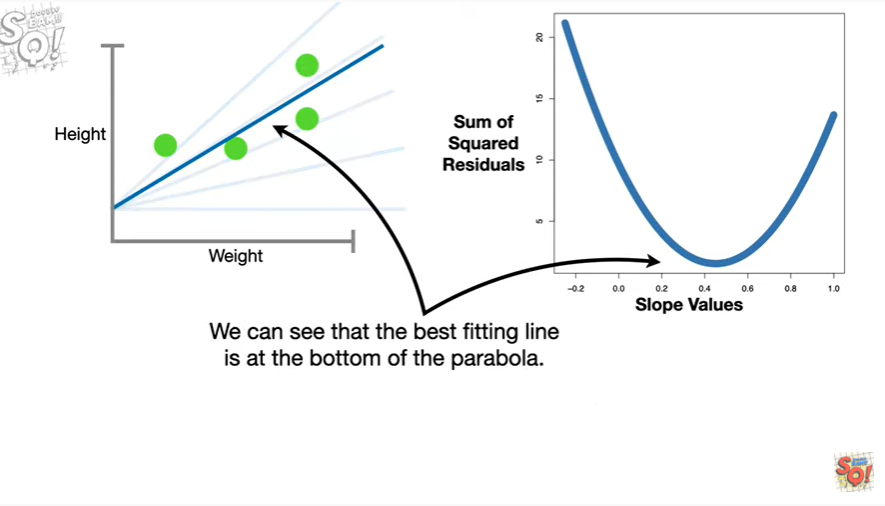 SQ!
Height
Weight
Sum of
Squared
Residuals
20
15
10
5
−0.2 0.0 0.2 0.4 0.6 0.8 1.0
Slope Values
We can see that the best fitting line
is at the bottom of the parabola.
SQ!